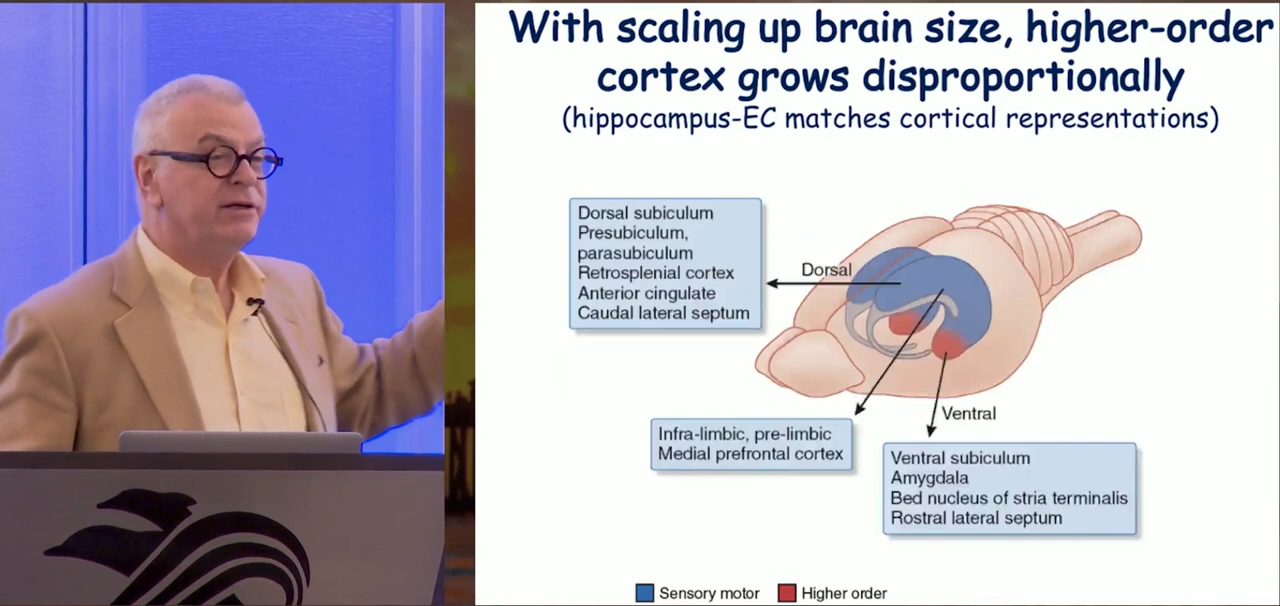 With scaling up brain size, higher-order
cortex grows disproportionally
(hippocampus-EC matches cortical representations)
Dorsal subiculum
Presubiculum,
parasubiculum
Retrosplenial cortex
Anterior cingulate
Caudal lateral septum
Dorsal
Infra-limbic, pre-limbic
Medial prefrontal cortex
Ventral
Ventral subiculum
Amygdala
Bed nucleus of stria terminalis
Rostral lateral septum
Sensory motor
Higher order